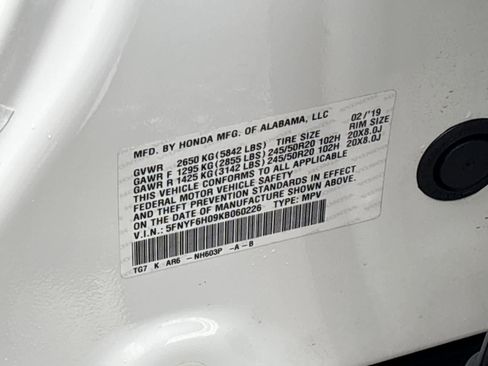 MFD. BY HONDA MFG. OF ALABAMA, LLC 02/'19
GVWR 2650 KG (5842 LBS) TIRE SIZE RIM SIZE
GAWR F 1295 KG (2855 LBS) 245/50R20 102H 20X8.0J
GAWR R 1425 KG (3142 LBS) 245/50R20 102H 20X8.0J
THIS VEHICLE CONFORMS TO ALL APPLICABLE
FEDERAL MOTOR VEHICLE SAFETY
AND THEFT PREVENTION STANDARDS IN EFFECT
ON THE DATE OF MANUFACTURE SHOWN ABOVE.
V.I.N.: 5FNYF6H09KB060226 TYPE: MPV
TG7 K AR6 - NH603P -A-B